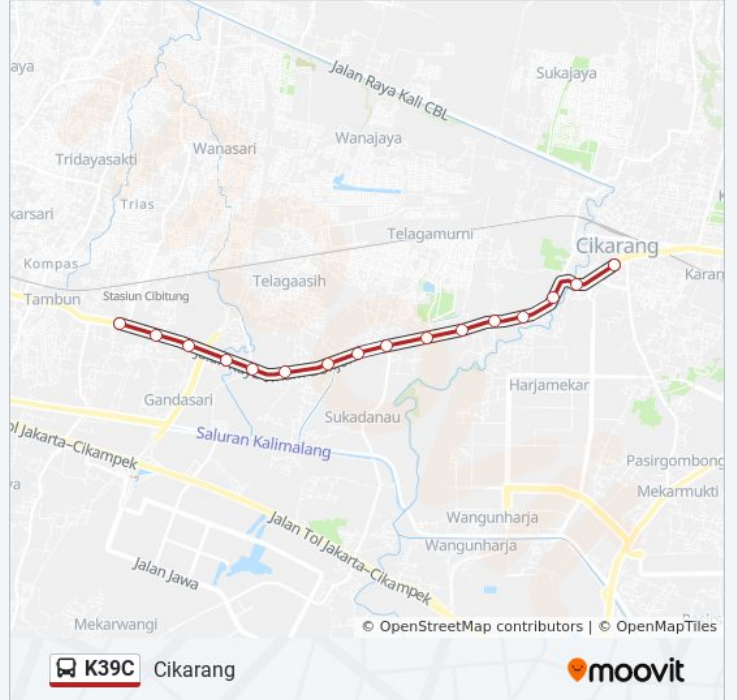 aya
Jalan Raya Kali CBL
Sukajaya
Wanajaya
Wanasari
Tridayasakti
Trias
karsari
Telagamurni
Cikarang
Kompas
Telagaasih
Karan
Tambun
Stasiun Cibitung
Harjamekar
Gandasari
Sukadanau
ol Jakarta–Cikampek
Saluran Kalimalang
Pasirgombong
ya
Mekarmukti
Wangunharja
Jalan Tol Jakarta–Cikampek
Wangunharja
Jalan Jawa
Mekarwangi
© OpenStreetMap contributors | © OpenMapTiles
K39C Cikarang
moovit